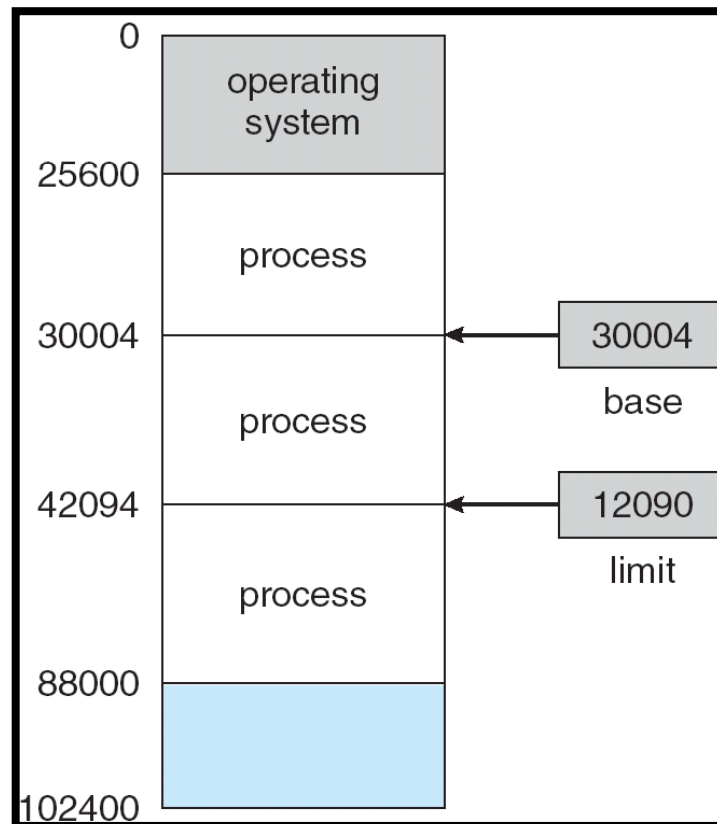 0
operating
system
25600
process
30004
30004
base
process
42094
12090
limit
process
88000
102400